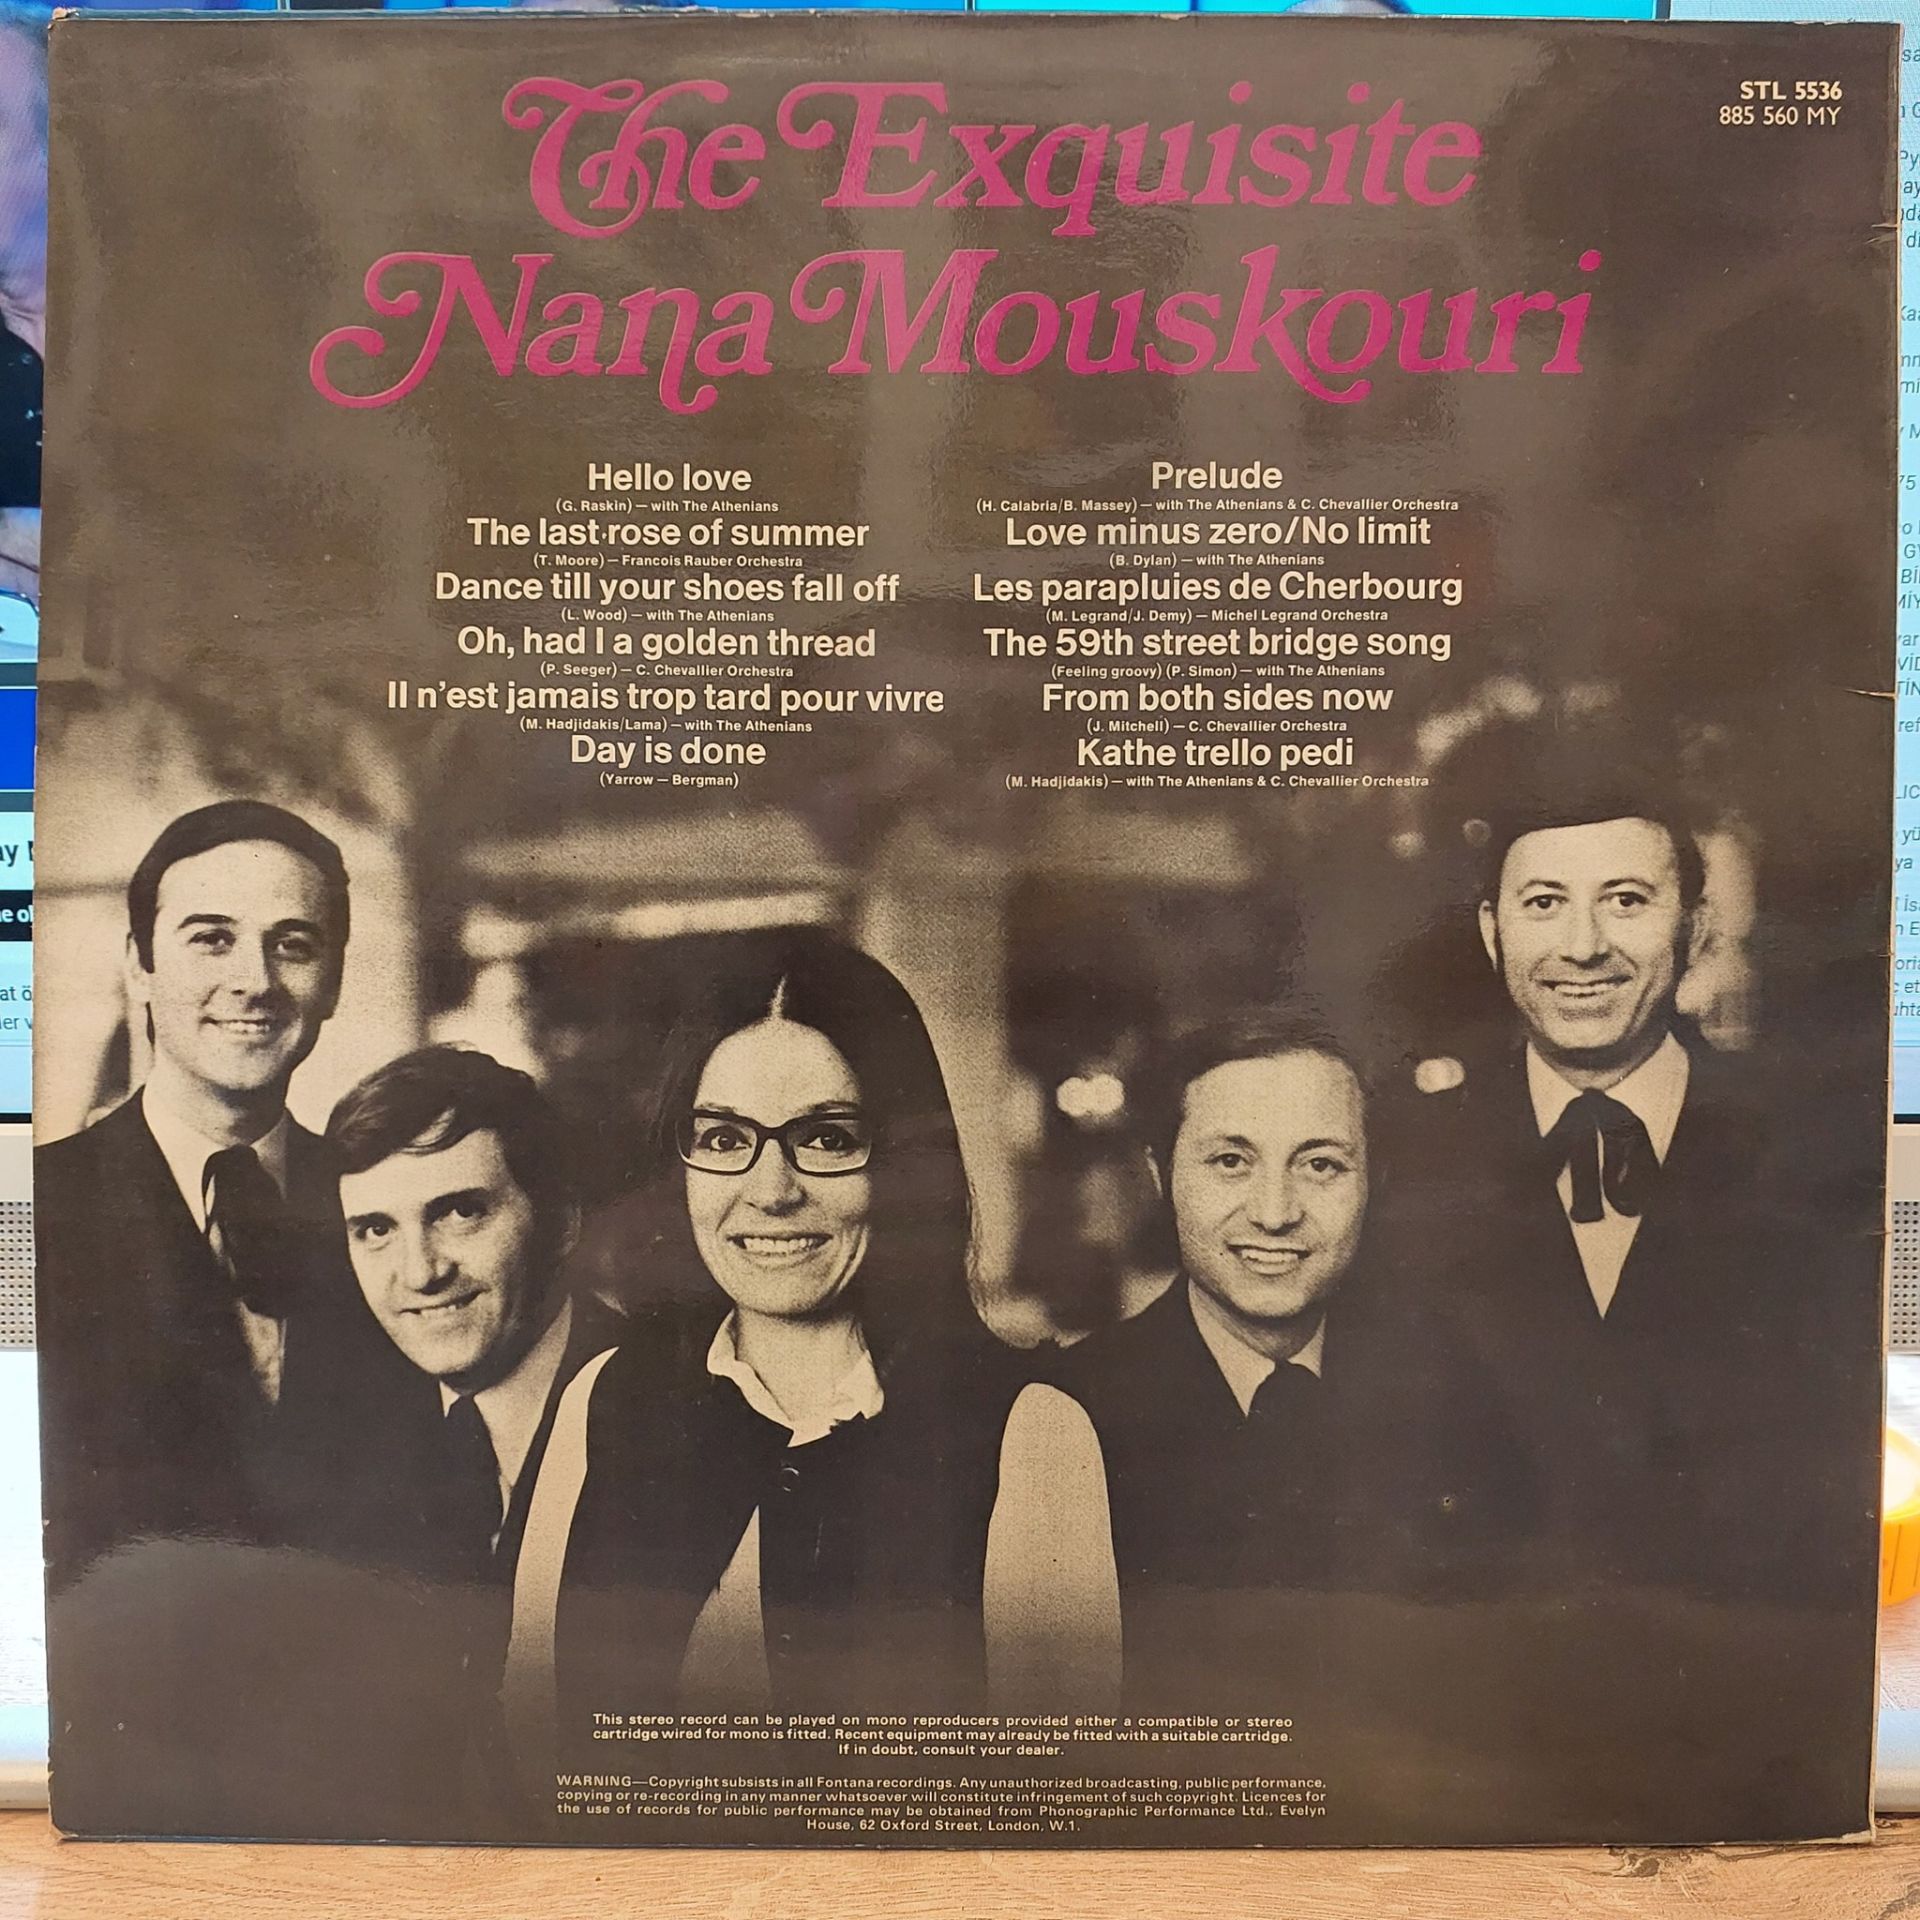 STL 5536
885 560 MY
The Exquisite
Nana Mouskouri
Hello love
(G. Raskin) — with The Athenians
The last rose of summer
(T. Moore) — Francois Rauber Orchestra
Dance till your shoes fall off
(L. Wood) — with The Athenians
Oh, had I a golden thread
(P. Seeger) — C. Chevallier Orchestra
Il n'est jamais trop tard pour vivre
(M. Hadjidakis/Lama) — with The Athenians
Day is done
(Yarrow — Bergman)
Prelude
(H. Calabria/B. Massey) — with The Athenians & C. Chevallier Orchestra
Love minus zero/No limit
(B. Dylan) — with The Athenians
Les parapluies de Cherbourg
(M. Legrand/J. Demy) — Michel Legrand Orchestra
The 59th street bridge song
(Feeling groovy) (P. Simon) — with The Athenians
From both sides now
(J. Mitchell) — C. Chevallier Orchestra
Kathe trello pedi
(M. Hadjidakis) — with The Athenians & C. Chevallier Orchestra
This stereo record can be played on mono reproducers provided either a compatible or stereo
cartridge wired for mono is fitted. Recent equipment may already be fitted with a suitable cartridge.
If in doubt, consult your dealer.
WARNING—Copyright subsists in all Fontana recordings. Any unauthorized broadcasting, public performance,
copying or re-recording in any manner whatsoever will constitute infringement of such copyright. Licences for
the use of records for public performance may be obtained from Phonographic Performance Ltd., Evelyn
House, 62 Oxford Street, London, W.1.